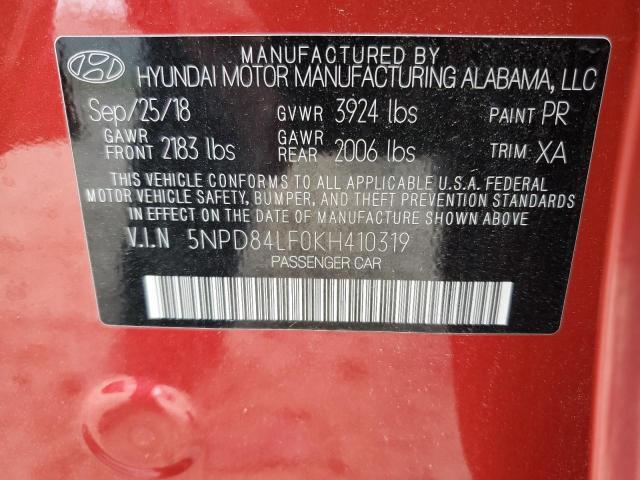 MANUFACTURED BY
HYUNDAI MOTOR MANUFACTURING ALABAMA, LLC
Sep/25/18 GVWR 3924 lbs PAINT PR
GAWR FRONT 2183 lbs GAWR REAR 2006 lbs TRIM XA
THIS VEHICLE CONFORMS TO ALL APPLICABLE U.S.A. FEDERAL
MOTOR VEHICLE SAFETY, BUMPER, AND THEFT PREVENTION STANDARDS
IN EFFECT ON THE DATE OF MANUFACTURE SHOWN ABOVE
V.I.N 5NPD84LF0KH410319
PASSENGER CAR